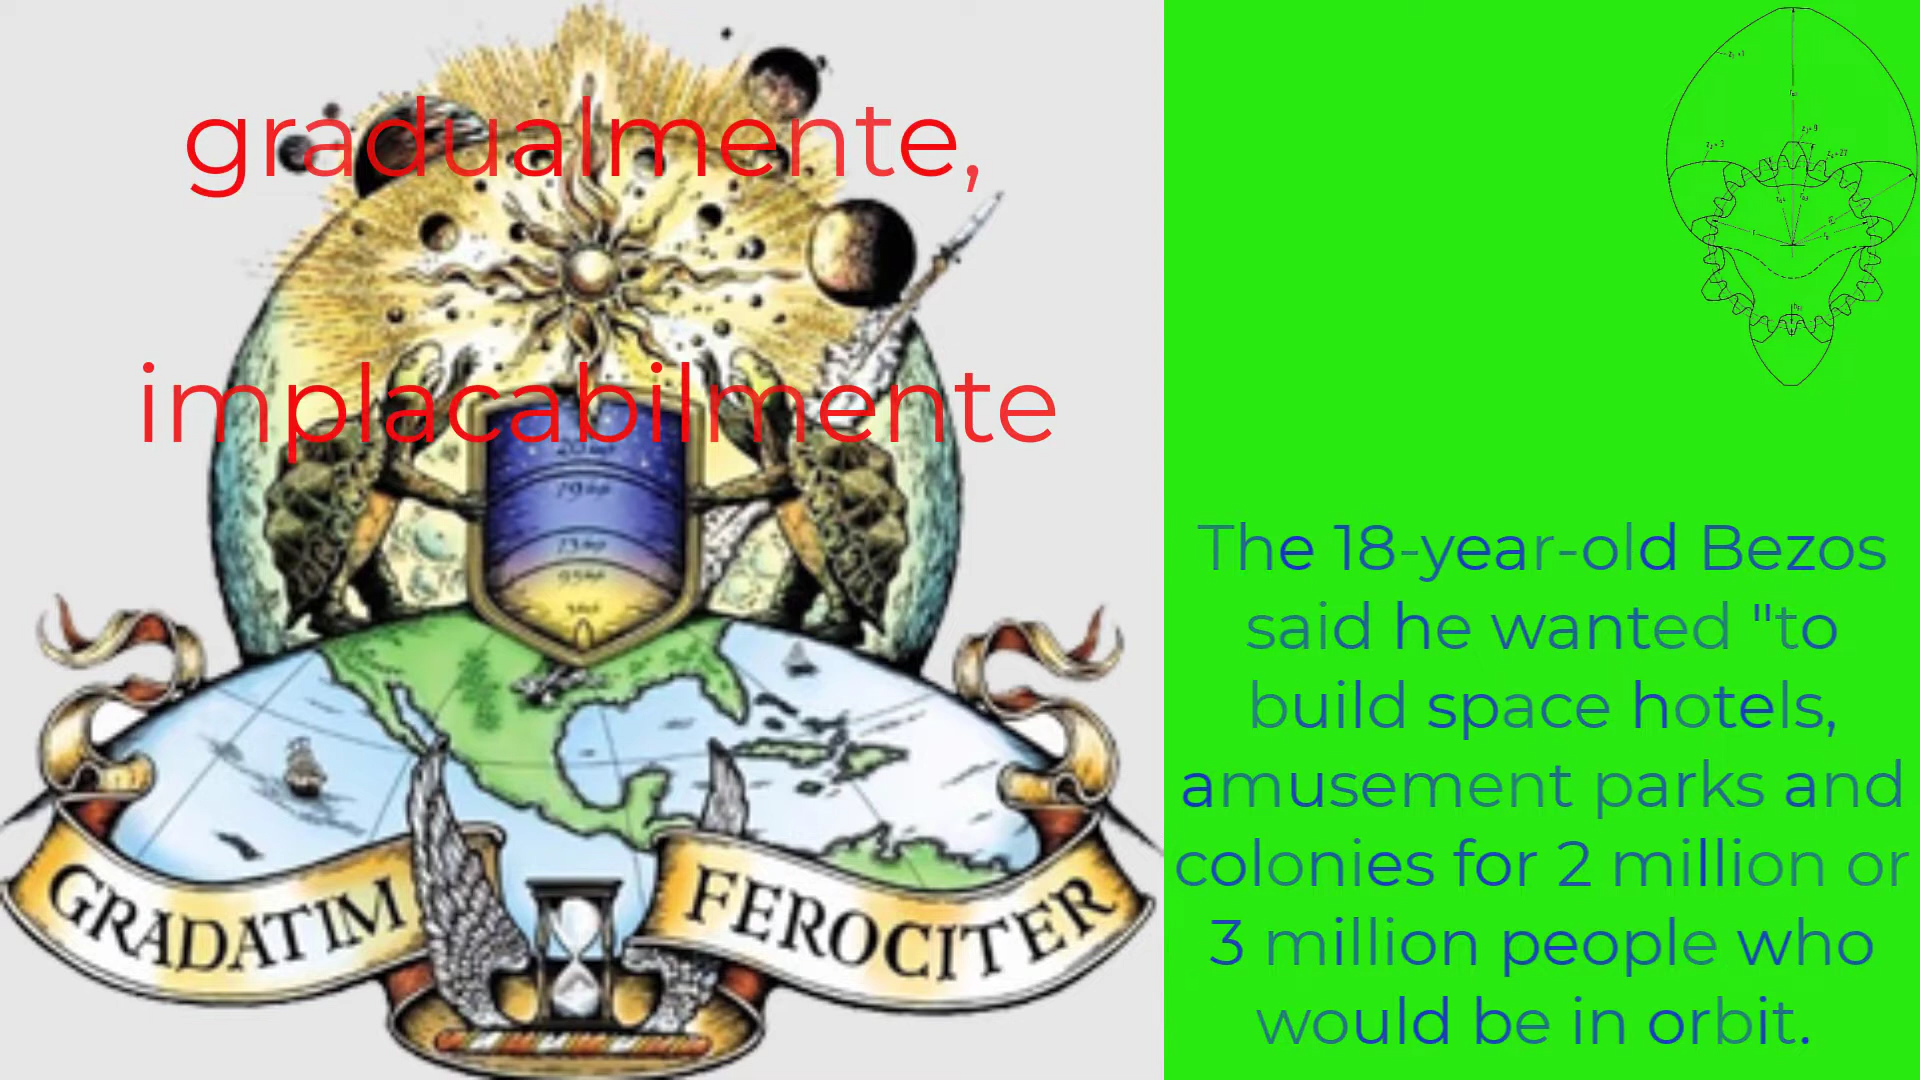 gradualmente,
implacabilmente
GRADATIM
FEROCITER
The 18-year-old Bezos
said he wanted "to
build space hotels,
amusement parks and
colonies for 2 million or
3 million people who
would be in orbit.